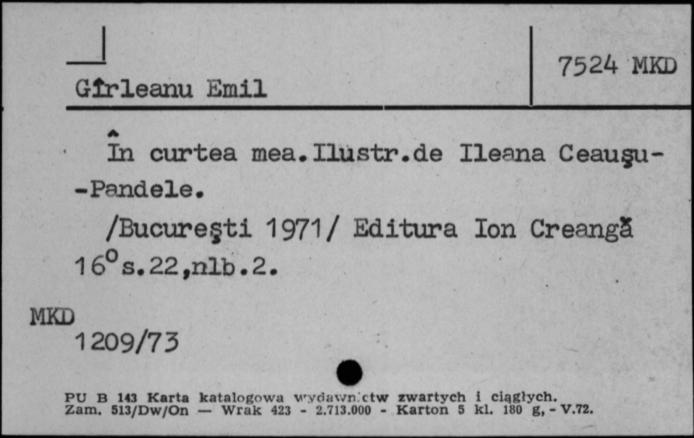 7524 MKD
Gîrleanu Emil
În curtea mea.Ilustr.de Ileana Ceauşu-
-Pandele.
/Bucureşti 1971/ Editura Ion Creangă
16° s.22,nlb.2.
MKD
1209/73
PU B 143 Karta katalogowa wydawnictw zwartych i ciągłych.
Zam. 513/Dw/On — Wrak 423 - 2.713.000 - Karton 5 kl. 180 g, - V.72.